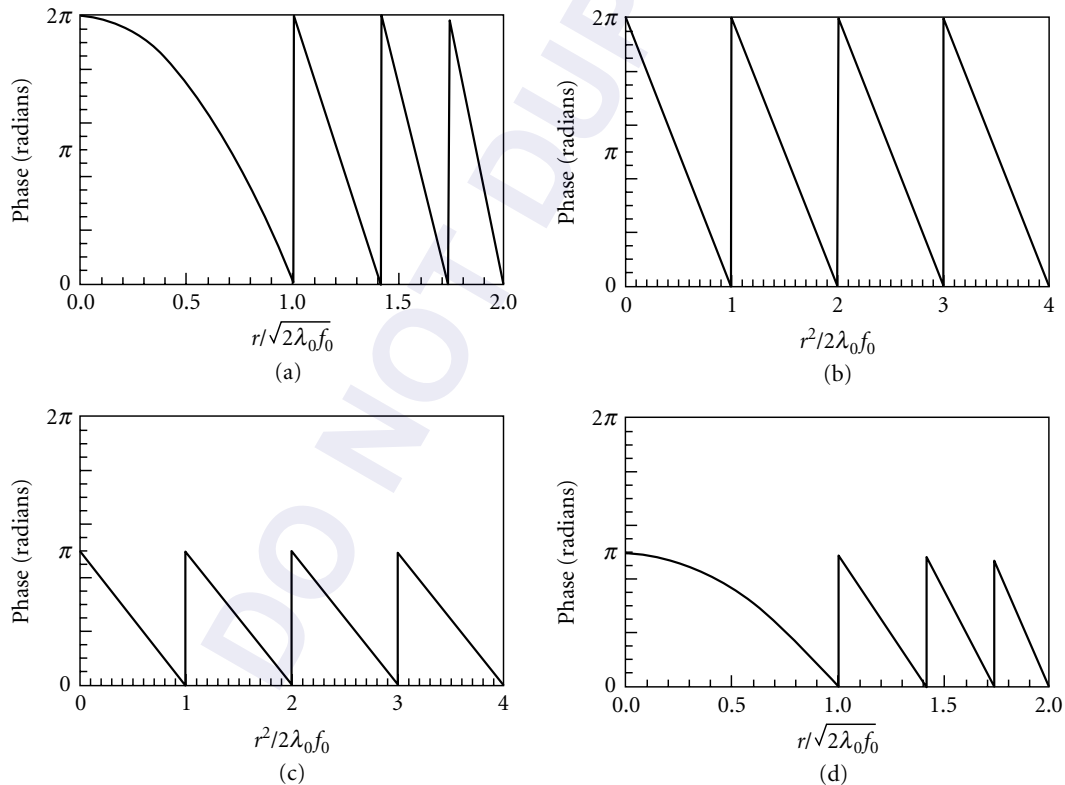 2π
π
0
Phase (radians)
0.0 0.5 1.0 1.5 2.0
r/√2λ₀f₀
(a)
2π
π
0
Phase (radians)
0 1 2 3 4
r²/2λ₀f₀
(b)
2π
π
0
Phase (radians)
0 1 2 3 4
r²/2λ₀f₀
(c)
2π
π
0
Phase (radians)
0.0 0.5 1.0 1.5 2.0
r/√2λ₀f₀
(d)
DO NOT DUP